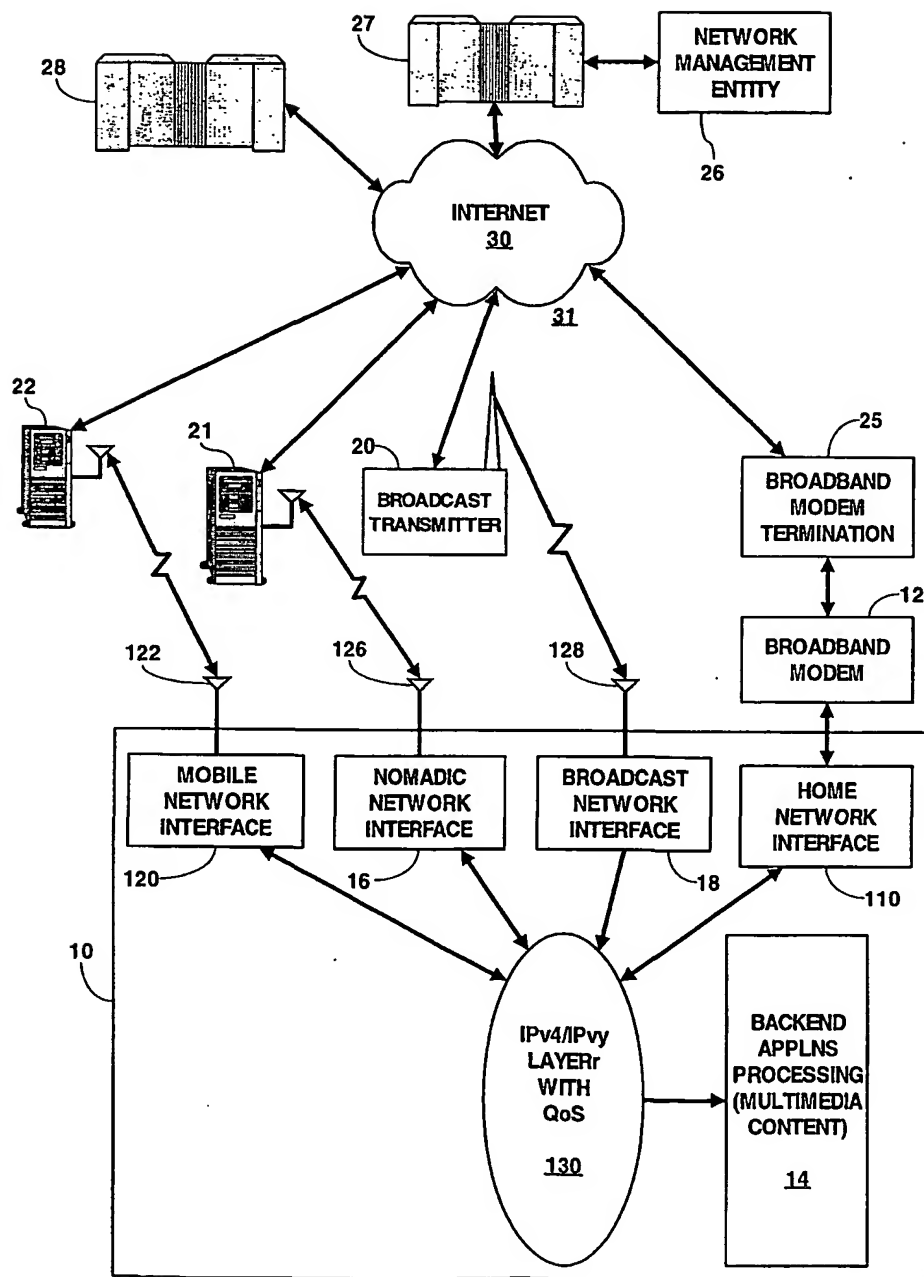 27
28
NETWORK
MANAGEMENT
ENTITY
26
INTERNET
30
31
22
21
20
BROADCAST
TRANSMITTER
25
BROADBAND
MODEM
TERMINATION
12
BROADBAND
MODEM
122
126
128
MOBILE
NETWORK
INTERFACE
120
NOMADIC
NETWORK
INTERFACE
16
BROADCAST
NETWORK
INTERFACE
18
HOME
NETWORK
INTERFACE
110
10
IPv4/IPvy
LAYERr
WITH
QoS
130
BACKEND
APPLNS
PROCESSING
(MULTIMEDIA
CONTENT)
14